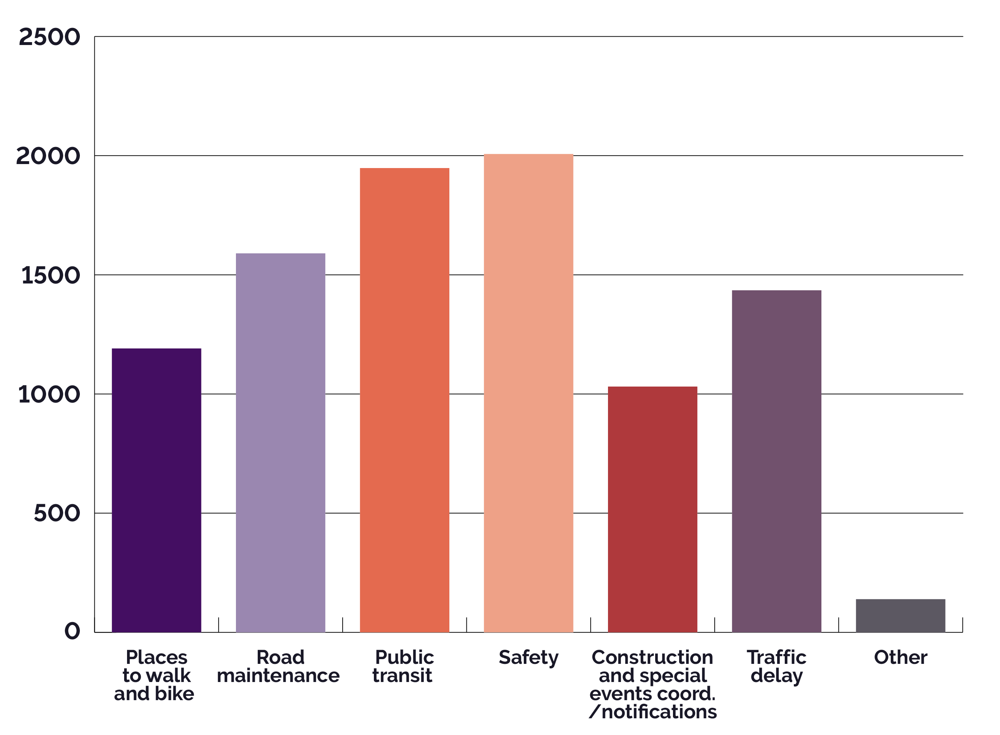 2500
2000
1500
1000
500
0
Places
to walk
and bike
Road
maintenance
Public
transit
Safety
Construction
and special
events coord.
/notifications
Traffic
delay
Other